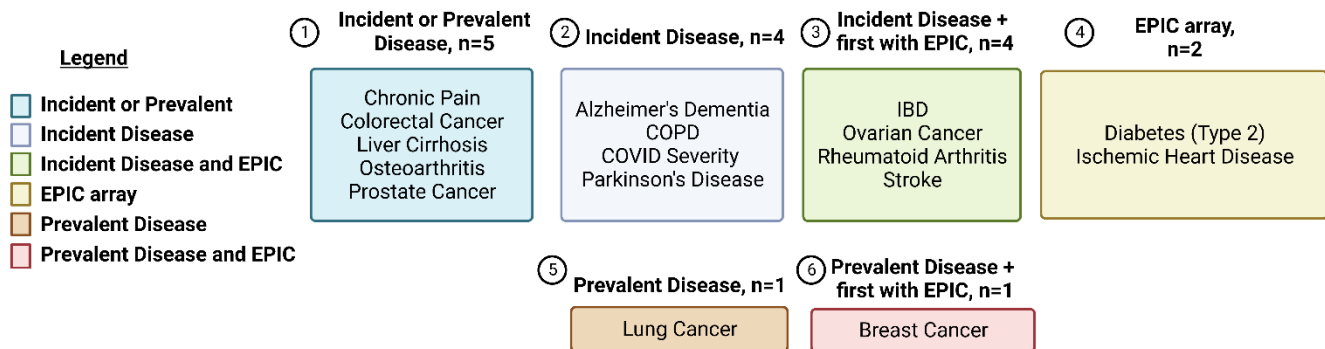 Legend
Incident or Prevalent
Incident Disease
Incident Disease and EPIC
EPIC array
Prevalent Disease
Prevalent Disease and EPIC
1
Incident or Prevalent
Disease, n=5
Chronic Pain
Colorectal Cancer
Liver Cirrhosis
Osteoarthritis
Prostate Cancer
2
Incident Disease, n=4
Alzheimer's Dementia
COPD
COVID Severity
Parkinson's Disease
3
Incident Disease +
first with EPIC, n=4
IBD
Ovarian Cancer
Rheumatoid Arthritis
Stroke
4
EPIC array,
n=2
Diabetes (Type 2)
Ischemic Heart Disease
5
Prevalent Disease, n=1
Lung Cancer
6
Prevalent Disease +
first with EPIC, n=1
Breast Cancer